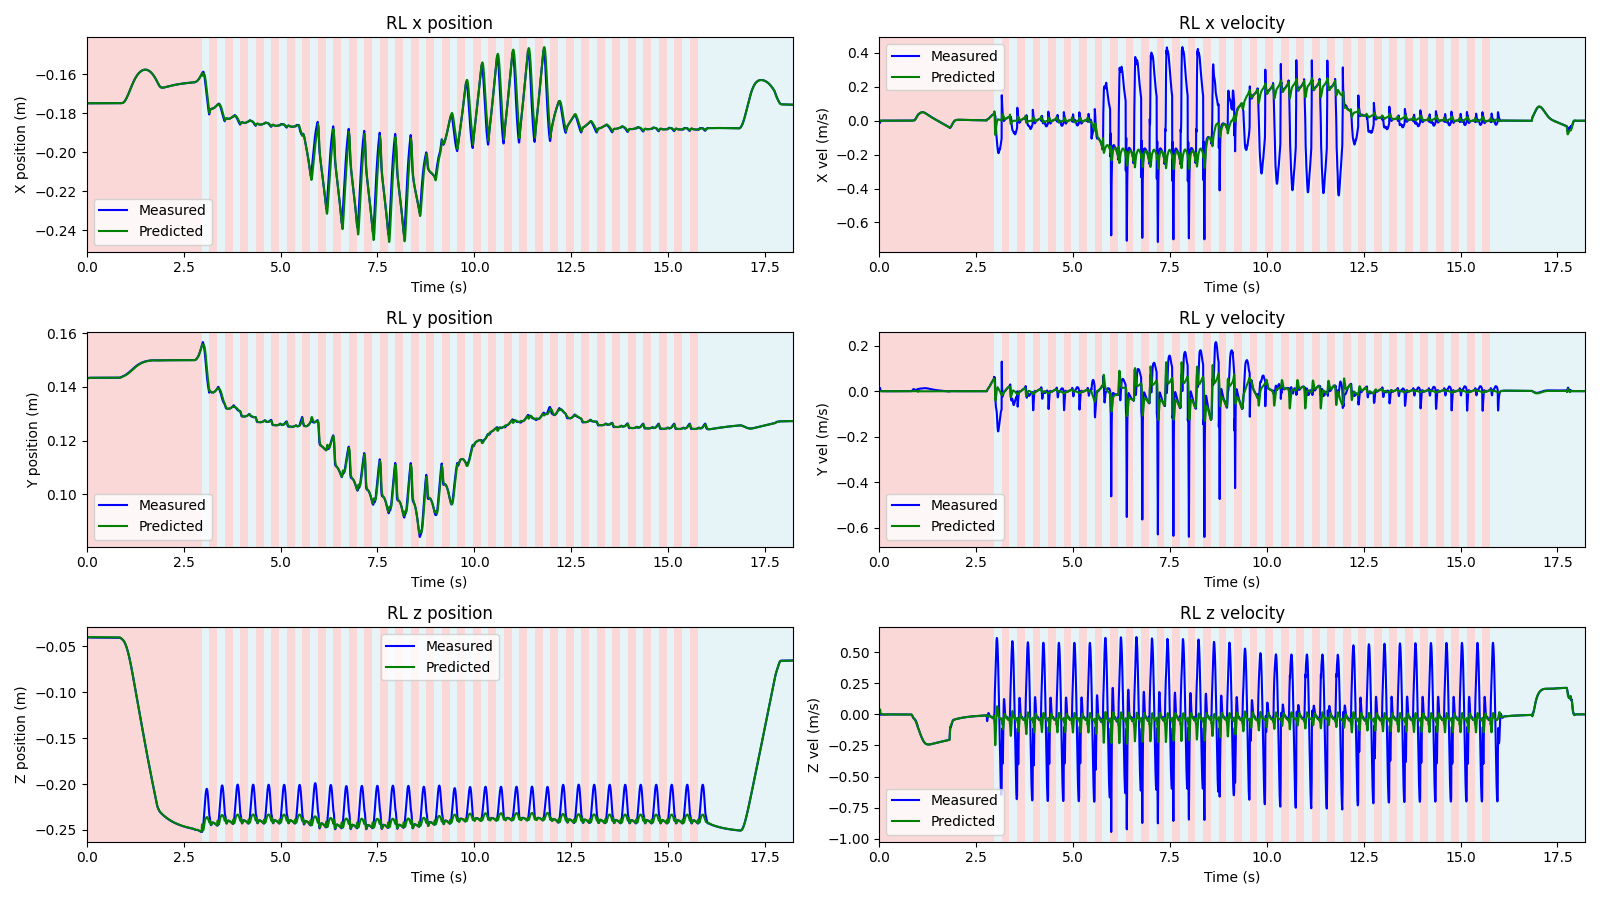 RL x position
X position (m)
−0.16
−0.18
−0.20
−0.22
−0.24
Measured
Predicted
0.0 2.5 5.0 7.5 10.0 12.5 15.0 17.5
Time (s)
RL x velocity
X vel (m/s)
0.4
0.2
0.0
−0.2
−0.4
−0.6
Measured
Predicted
0.0 2.5 5.0 7.5 10.0 12.5 15.0 17.5
Time (s)
RL y position
Y position (m)
0.16
0.14
0.12
0.10
Measured
Predicted
0.0 2.5 5.0 7.5 10.0 12.5 15.0 17.5
Time (s)
RL y velocity
Y vel (m/s)
0.2
0.0
−0.2
−0.4
−0.6
Measured
Predicted
0.0 2.5 5.0 7.5 10.0 12.5 15.0 17.5
Time (s)
RL z position
Z position (m)
−0.05
−0.10
−0.15
−0.20
−0.25
Measured
Predicted
0.0 2.5 5.0 7.5 10.0 12.5 15.0 17.5
Time (s)
RL z velocity
Z vel (m/s)
0.50
0.25
0.00
−0.25
−0.50
−0.75
−1.00
Measured
Predicted
0.0 2.5 5.0 7.5 10.0 12.5 15.0 17.5
Time (s)